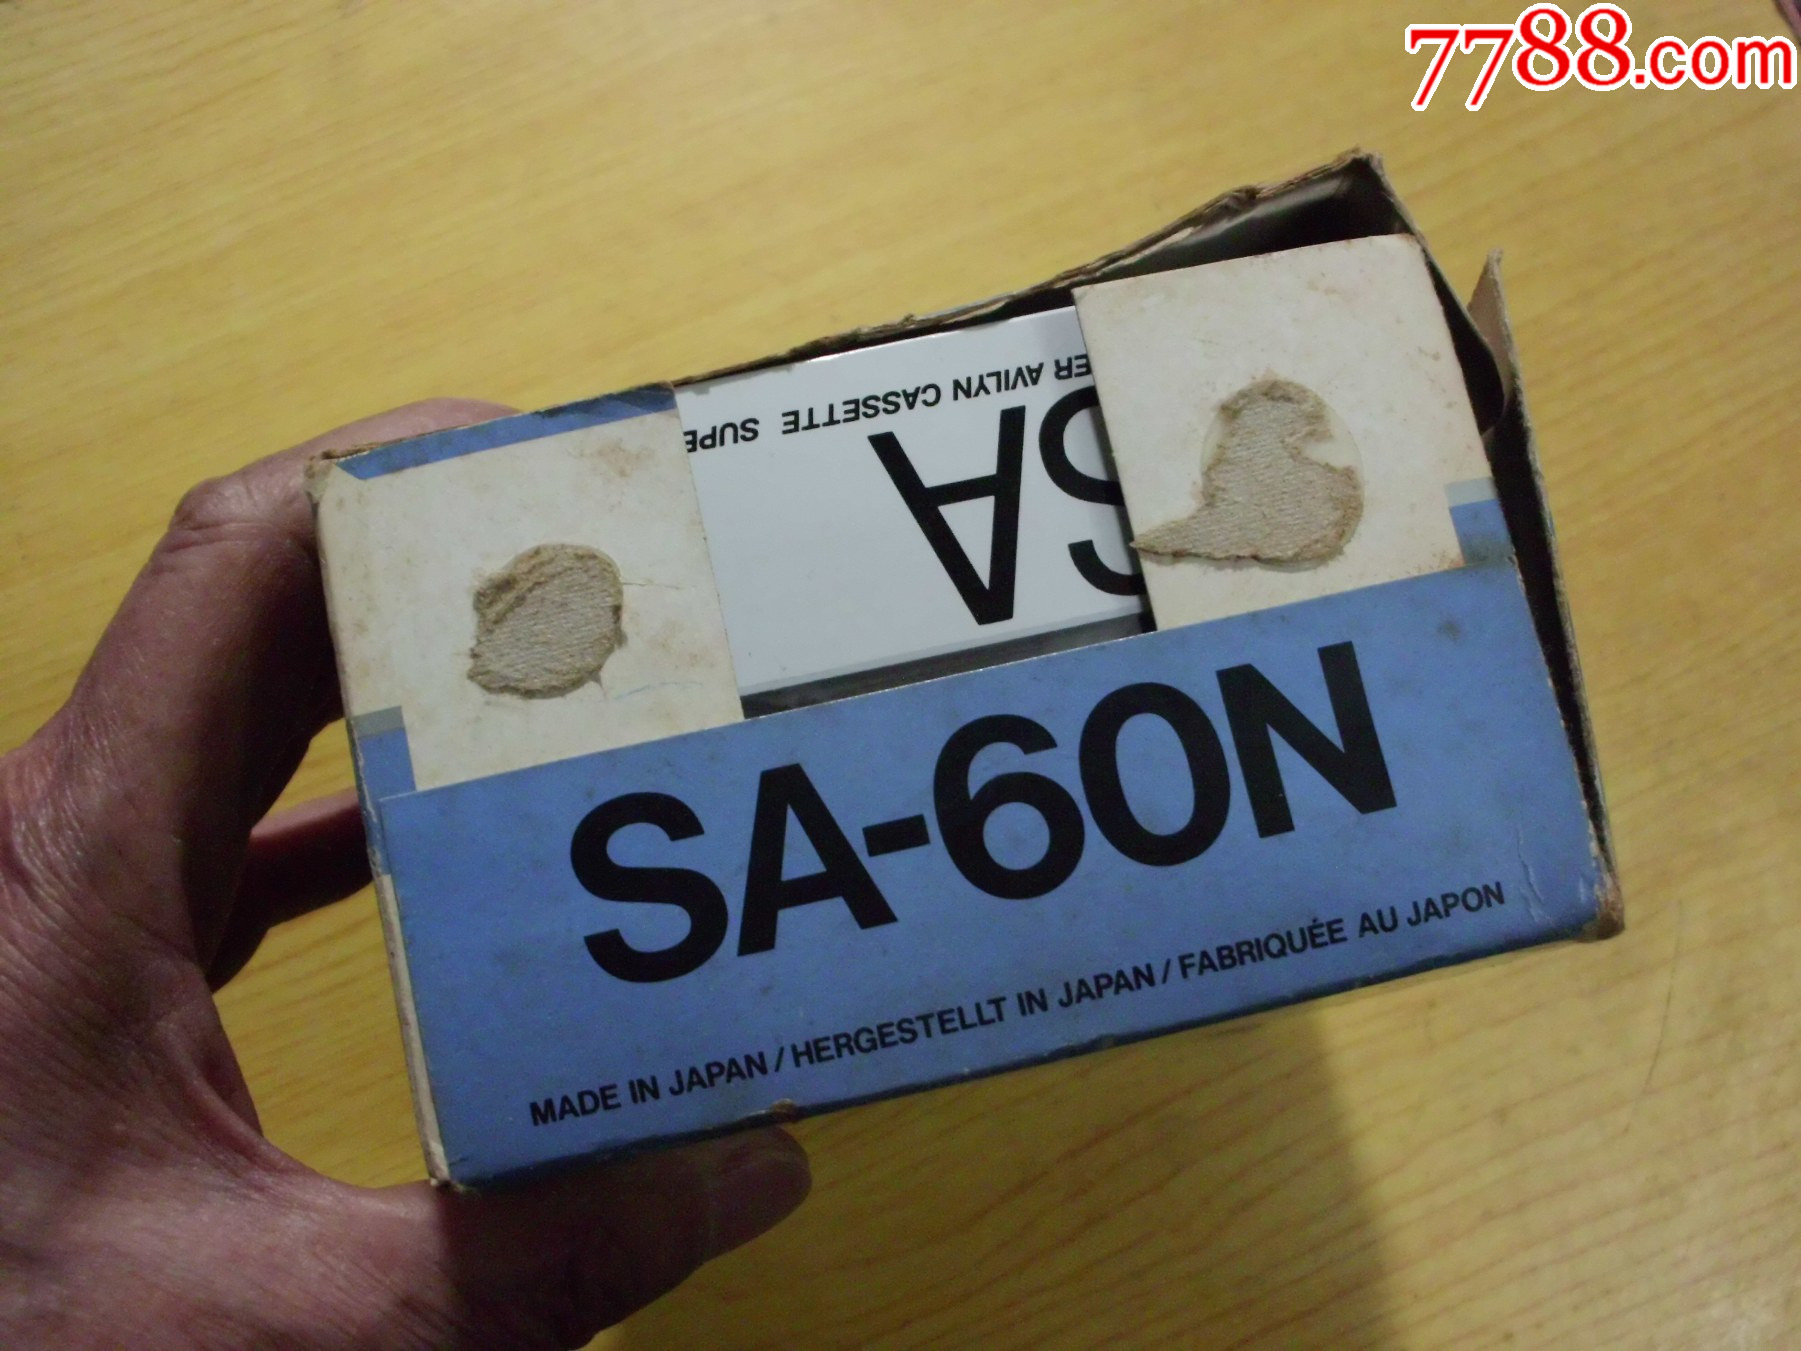 7788.com
ER AVILYN CASSETTE SUPE
SA
SA-60N
MADE IN JAPAN / HERGESTELLT IN JAPAN / FABRIQUÉE AU JAPON